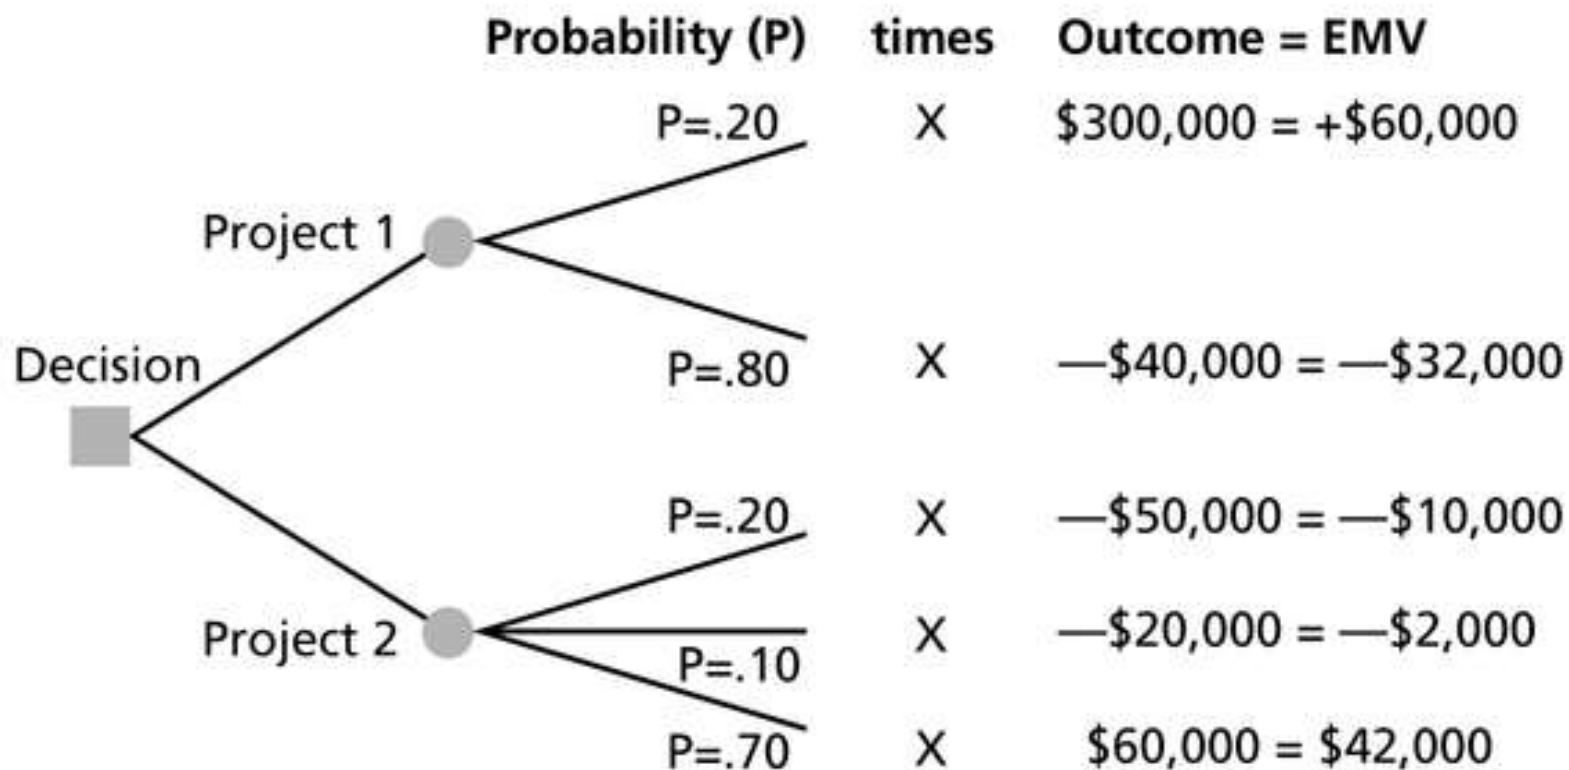 Probability (P) times Outcome = EMV
P=.20 X $300,000 = +$60,000
Project 1
P=.80 X —$40,000 = —$32,000
Decision
P=.20 X —$50,000 = —$10,000
Project 2 X —$20,000 = —$2,000
P=.10
P=.70 X $60,000 = $42,000